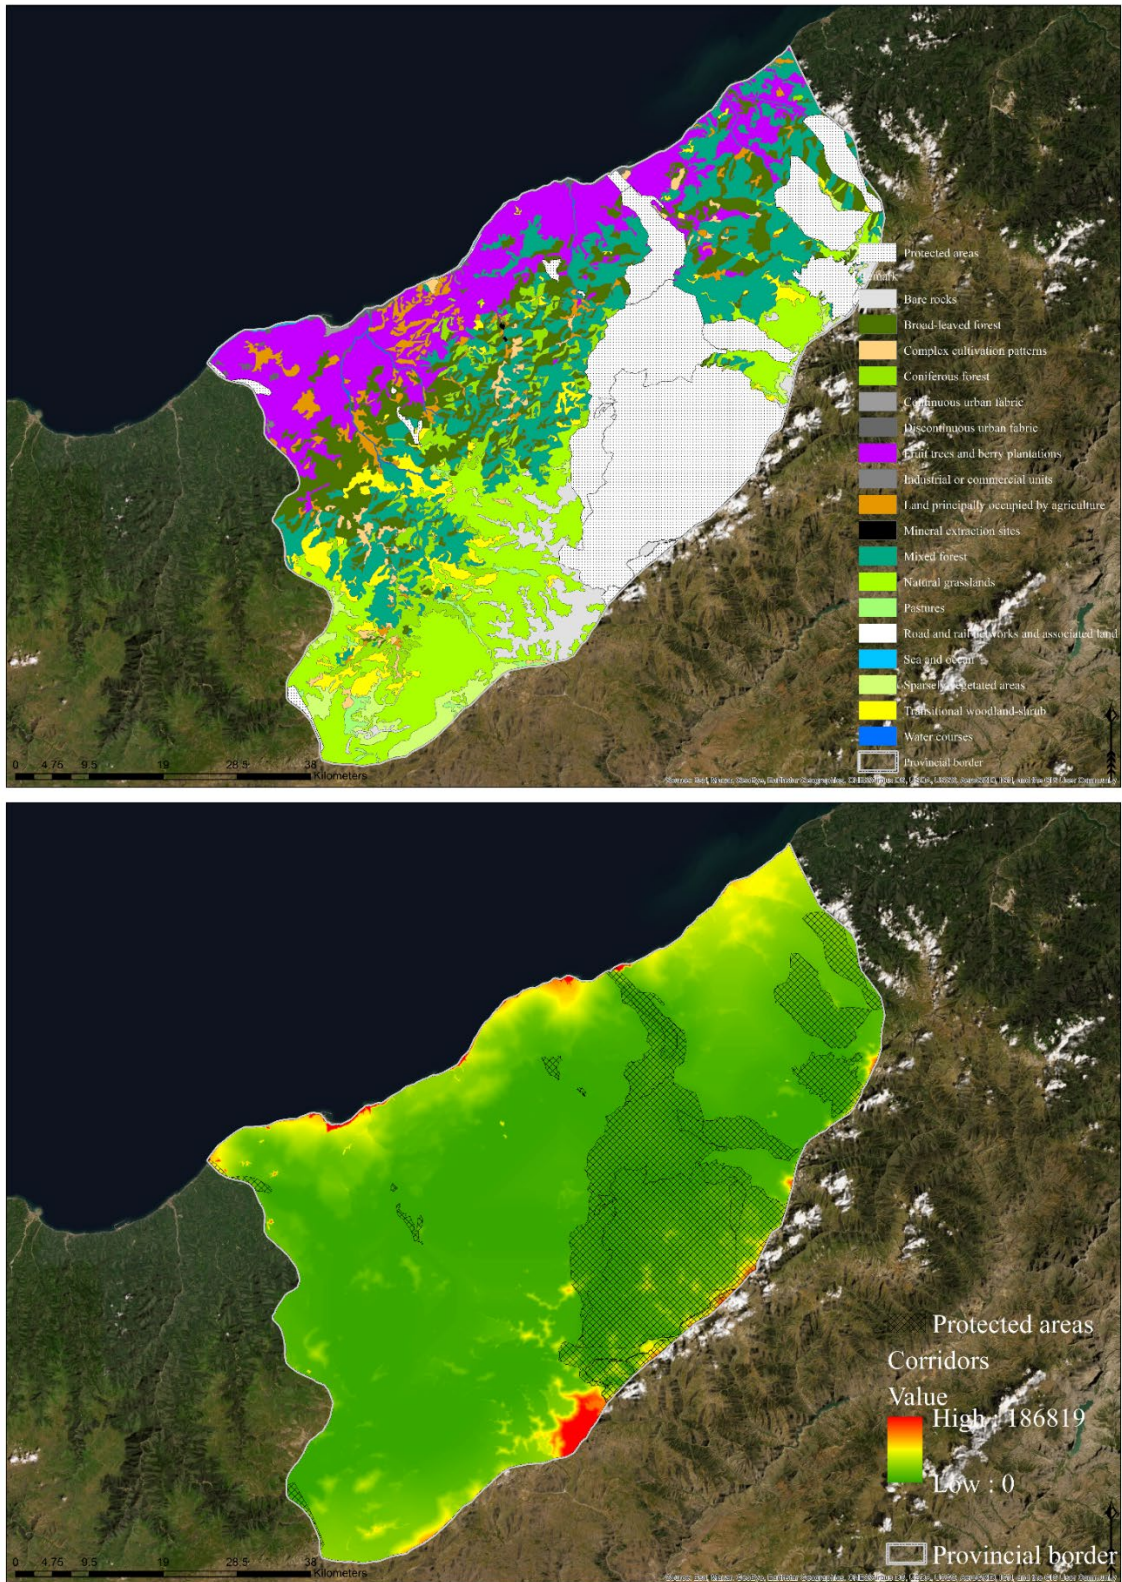 Protected areas
Bare rocks
Broad-leaved forest
Complex cultivation patterns
Coniferous forest
Continuous urban fabric
Discontinuous urban fabric
Fruit trees and berry plantations
Industrial or commercial units
Land principally occupied by agriculture
Mineral extraction sites
Mixed forest
Natural grasslands
Pastures
Road and rail networks and associated land
Sea and ocean
Sparsely vegetated areas
Transitional woodland-shrub
Water courses
Provincial border
0 4.75 9.5 19 28.5 38
Kilometers
Protected areas
Corridors
Value
High : 186819
Low : 0
Provincial border
0 4.75 9.5 19 28.5 38
Kilometers